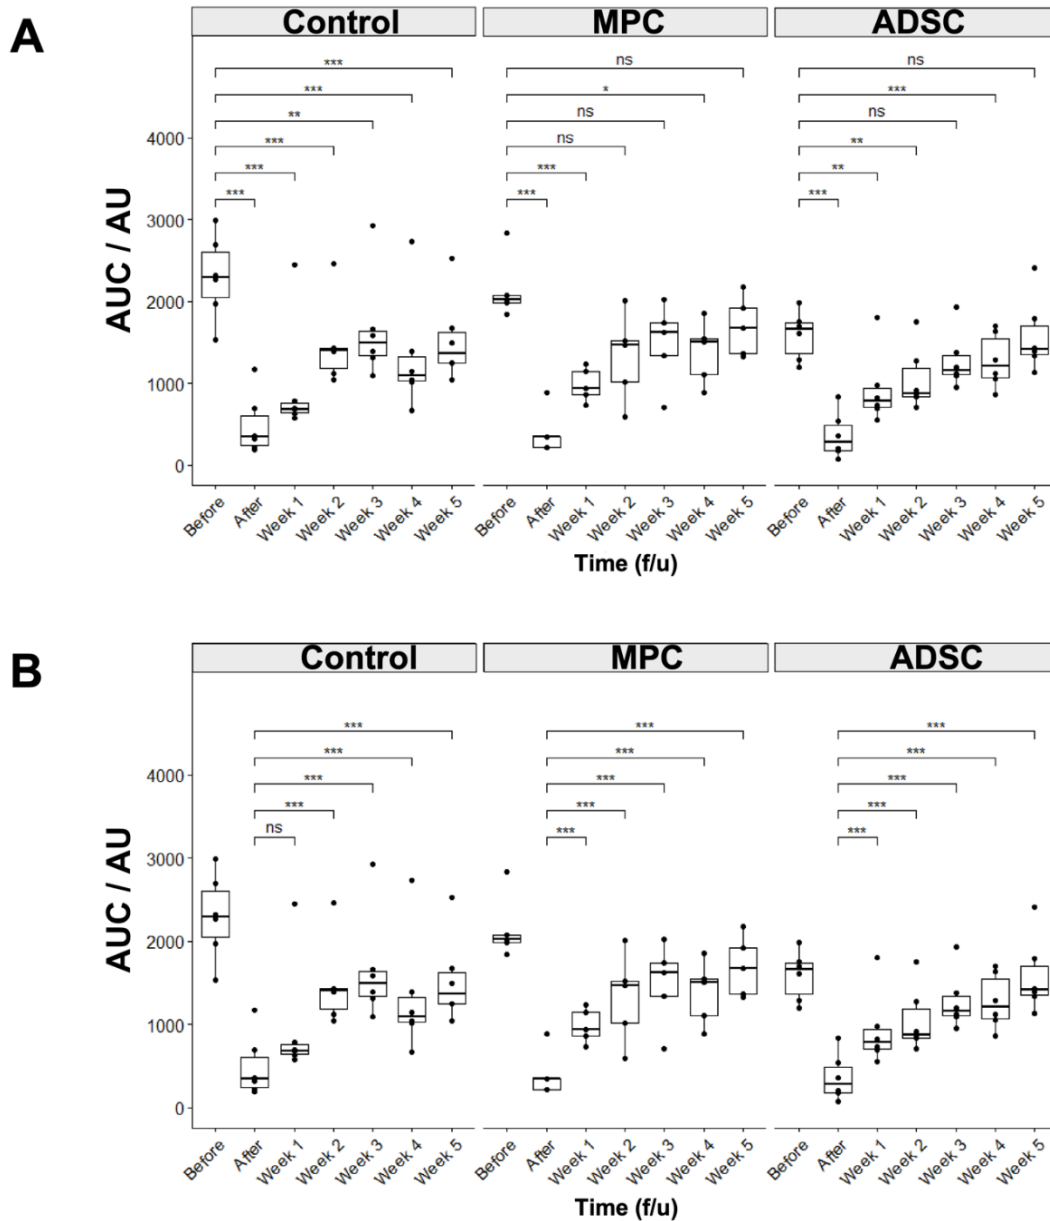 A
Control MPC ADSC
*** ns ns
*** * ***
** ns ns
*** ns **
*** *** **
*** *** ***
4000
3000
2000
1000
0
AUC / AU
Before After Week 1 Week 2 Week 3 Week 4 Week 5 Before After Week 1 Week 2 Week 3 Week 4 Week 5 Before After Week 1 Week 2 Week 3 Week 4 Week 5
Time (f/u)
B
Control MPC ADSC
*** *** ***
*** *** ***
*** *** ***
*** *** ***
ns *** ***
4000
3000
2000
1000
0
AUC / AU
Before After Week 1 Week 2 Week 3 Week 4 Week 5 Before After Week 1 Week 2 Week 3 Week 4 Week 5 Before After Week 1 Week 2 Week 3 Week 4 Week 5
Time (f/u)